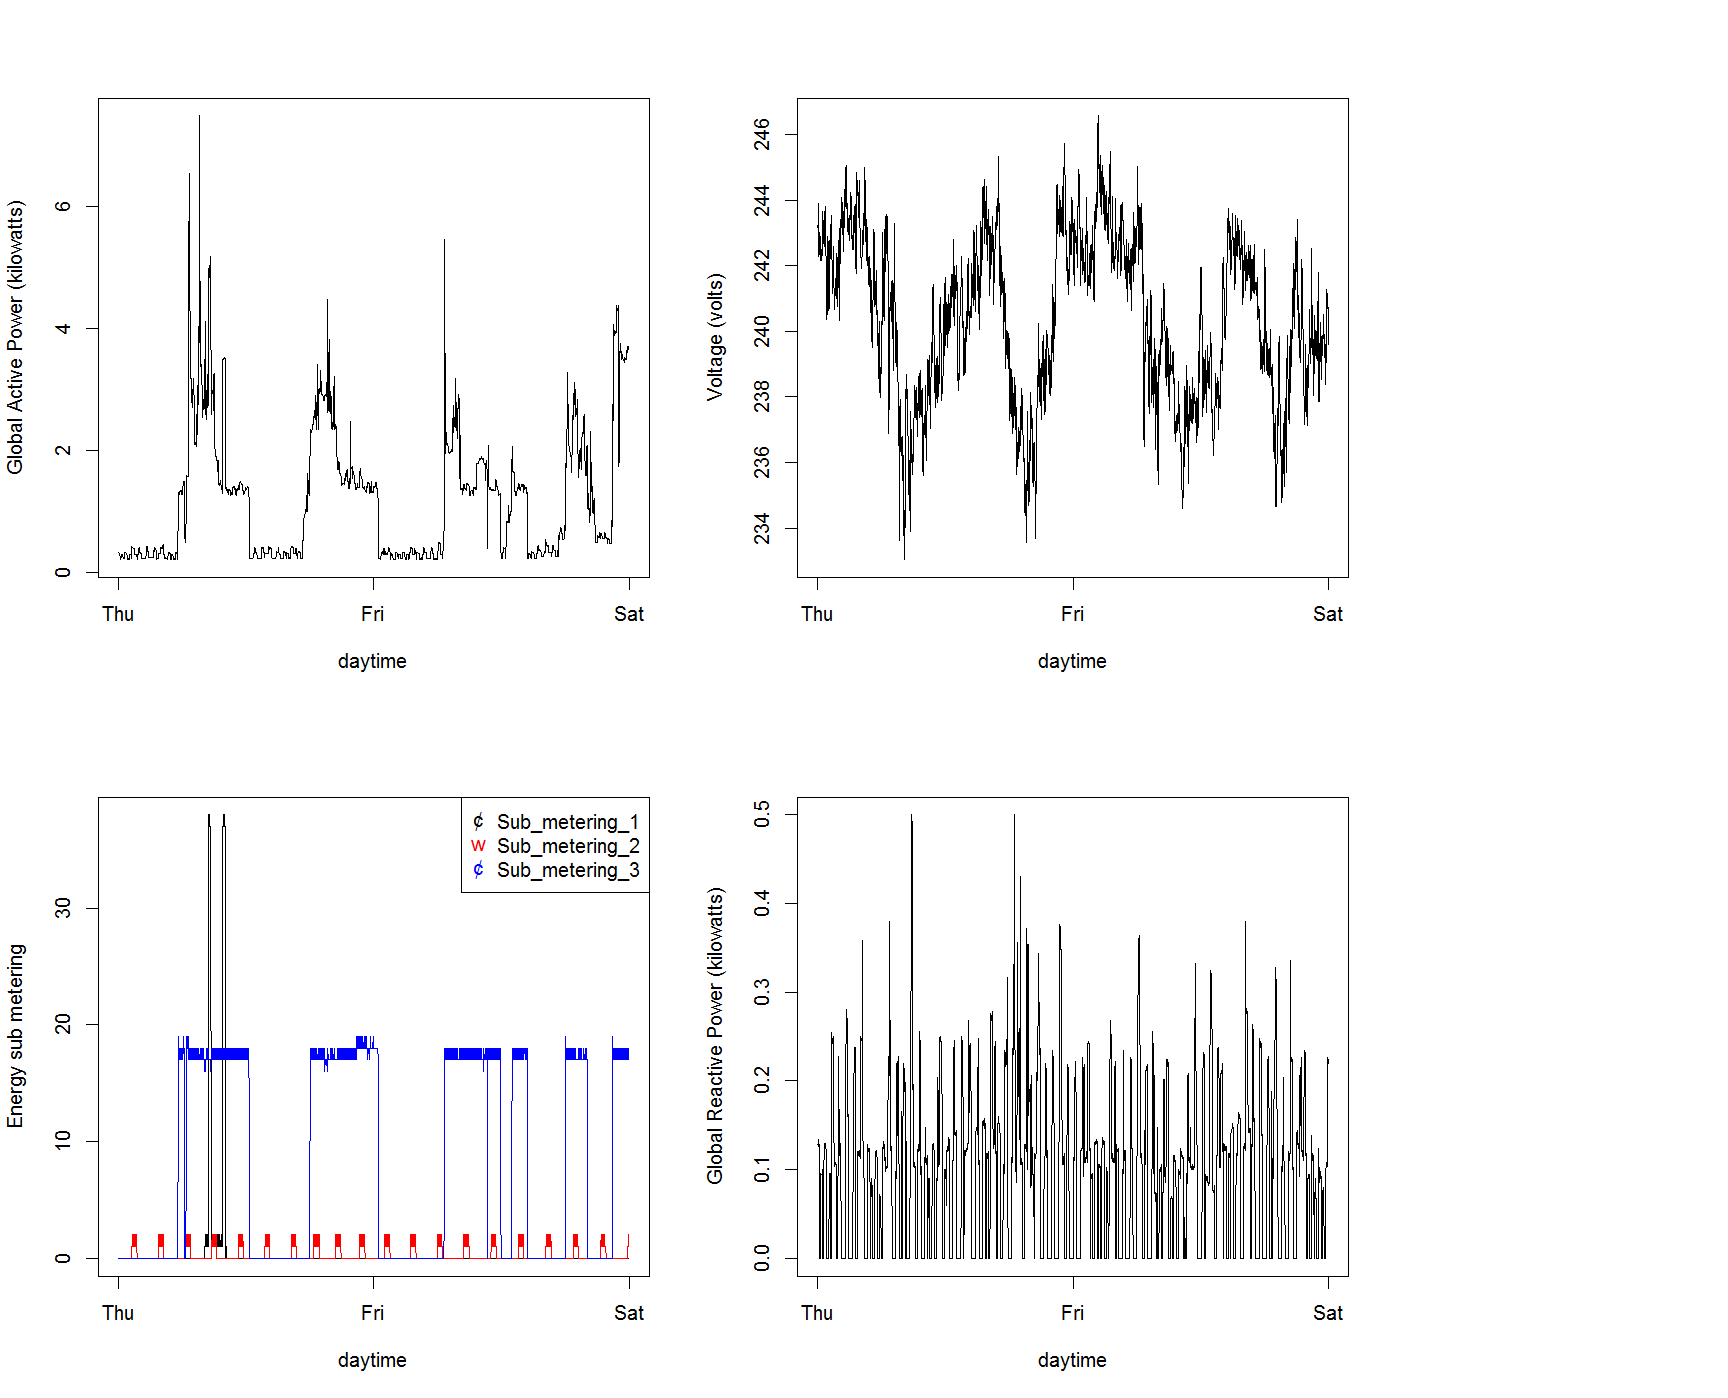 Global Active Power (kilowatts)
6
4
2
0
Thu
Fri
Sat
daytime
Voltage (volts)
246
244
242
240
238
236
234
Thu
Fri
Sat
daytime
Energy sub metering
30
20
10
0
¢ Sub_metering_1
w Sub_metering_2
¢ Sub_metering_3
Thu
Fri
Sat
daytime
Global Reactive Power (kilowatts)
0.5
0.4
0.3
0.2
0.1
0.0
Thu
Fri
Sat
daytime